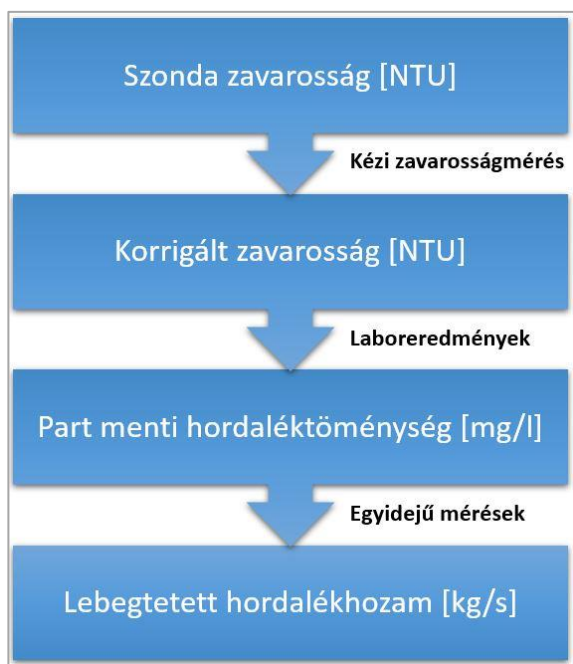 Szonda zavarosság [NTU]
Kézi zavarosságmérés
Korrigált zavarosság [NTU]
Laboreredmények
Part menti hordaléktöménység [mg/l]
Egyidejű mérések
Lebegtetett hordalékhozam [kg/s]